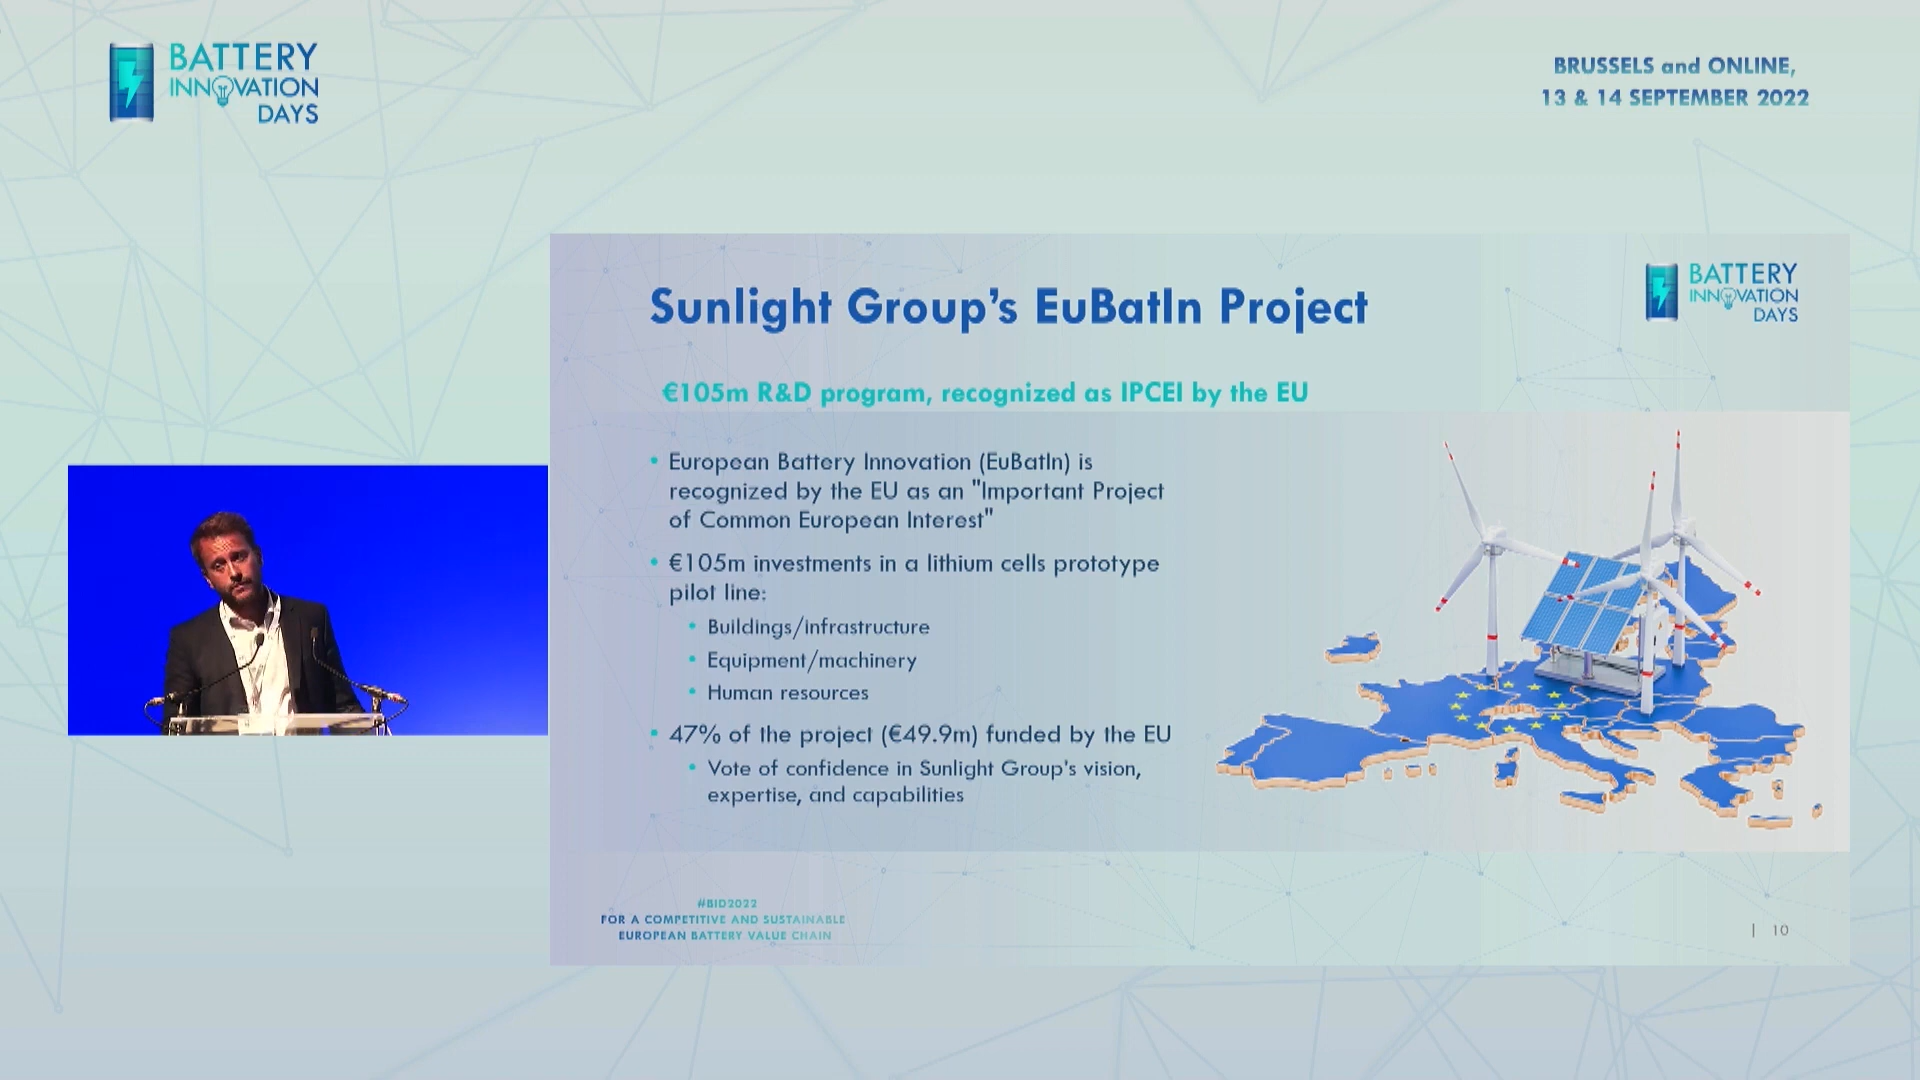 BATTERY
INNOVATION
DAYS
BRUSSELS and ONLINE,
13 & 14 SEPTEMBER 2022
Sunlight Group's EuBatIn Project
BATTERY
INNOVATION
DAYS
€105m R&D program, recognized as IPCEI by the EU
• European Battery Innovation (EuBatIn) is
recognized by the EU as an "Important Project
of Common European Interest"
• €105m investments in a lithium cells prototype
pilot line:
• Buildings/infrastructure
• Equipment/machinery
• Human resources
• 47% of the project (€49.9m) funded by the EU
• Vote of confidence in Sunlight Group's vision,
expertise, and capabilities
#BID2022
FOR A COMPETITIVE AND SUSTAINABLE
EUROPEAN BATTERY VALUE CHAIN
| 10